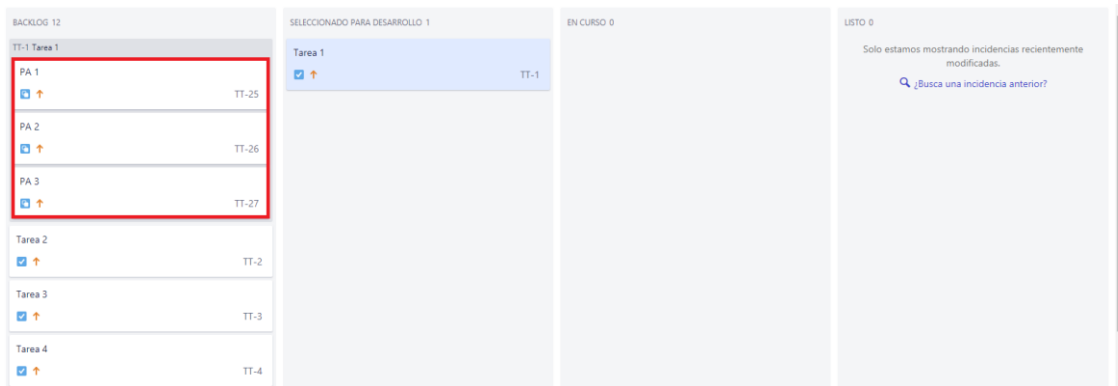 BACKLOG 12
TT-1 Tarea 1
PA 1
TT-25
PA 2
TT-26
PA 3
TT-27
Tarea 2
TT-2
Tarea 3
TT-3
Tarea 4
TT-4
SELECCIONADO PARA DESARROLLO 1
Tarea 1
TT-1
EN CURSO 0
LISTO 0
Solo estamos mostrando incidencias recientemente
modificadas.
¿Busca una incidencia anterior?